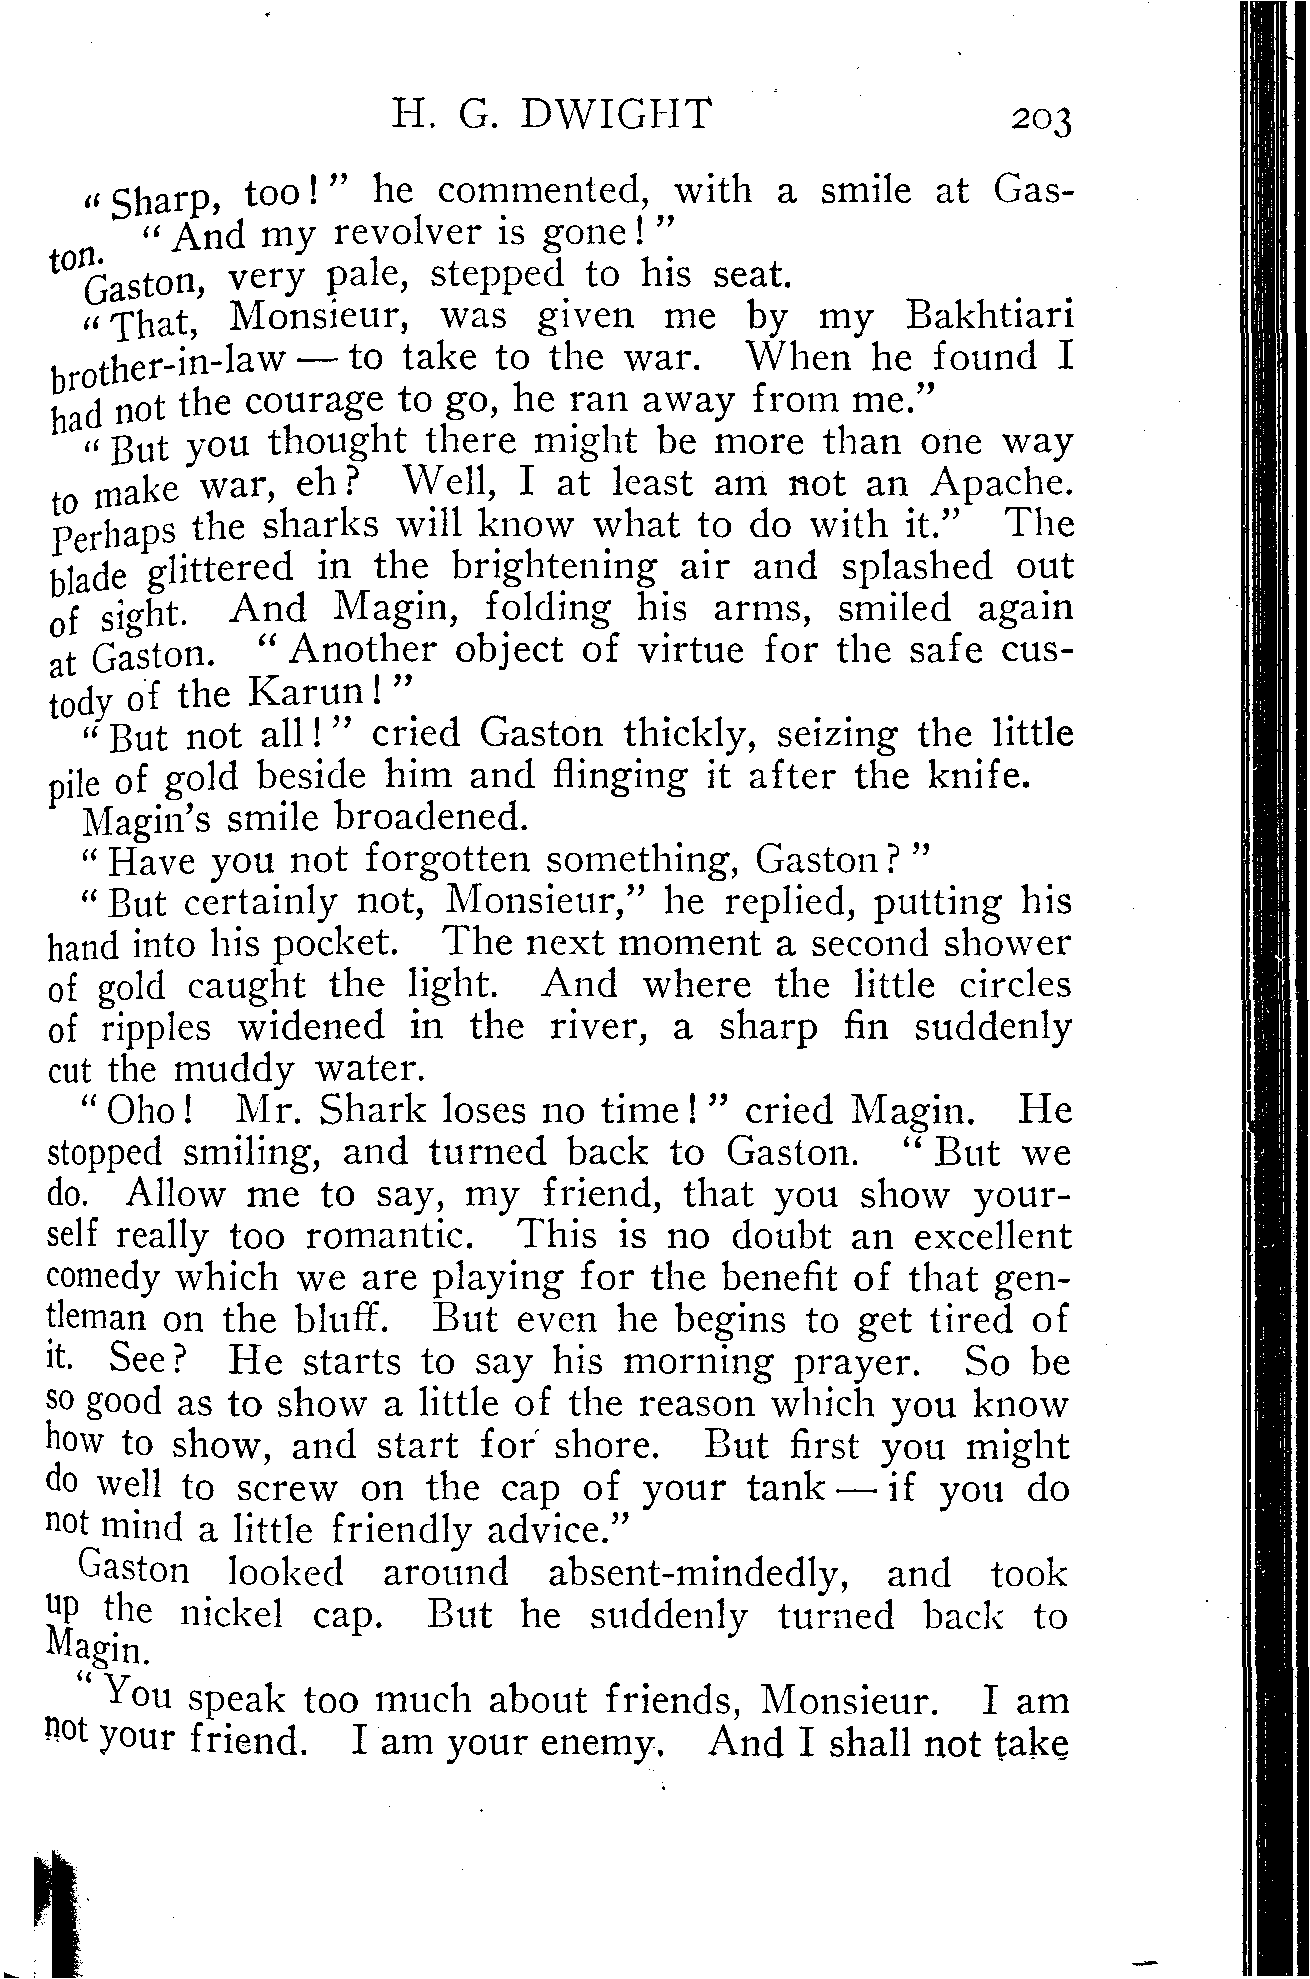 H. G. DWIGHT 203
“Sharp, too!” he commented, with a smile at Gas-
ton. “And my revolver is gone!”
Gaston, very pale, stepped to his seat.
“That, Monsieur, was given me by my Bakhtiari
brother-in-law — to take to the war. When he found I
had not the courage to go, he ran away from me.”
“But you thought there might be more than one way
to make war, eh? Well, I at least am not an Apache.
Perhaps the sharks will know what to do with it.” The
blade glittered in the brightening air and splashed out
of sight. And Magin, folding his arms, smiled again
at Gaston. “Another object of virtue for the safe cus-
tody of the Karun!”
“But not all!” cried Gaston thickly, seizing the little
pile of gold beside him and flinging it after the knife.
Magin’s smile broadened.
“Have you not forgotten something, Gaston?”
“But certainly not, Monsieur,” he replied, putting his
hand into his pocket. The next moment a second shower
of gold caught the light. And where the little circles
of ripples widened in the river, a sharp fin suddenly
cut the muddy water.
“Oho! Mr. Shark loses no time!” cried Magin. He
stopped smiling, and turned back to Gaston. “But we
do. Allow me to say, my friend, that you show your-
self really too romantic. This is no doubt an excellent
comedy which we are playing for the benefit of that gen-
tleman on the bluff. But even he begins to get tired of
it. See? He starts to say his morning prayer. So be
so good as to show a little of the reason which you know
how to show, and start for shore. But first you might
do well to screw on the cap of your tank — if you do
not mind a little friendly advice.”
Gaston looked around absent-mindedly, and took
up the nickel cap. But he suddenly turned back to
Magin.
“You speak too much about friends, Monsieur. I am
not your friend. I am your enemy. And I shall not take